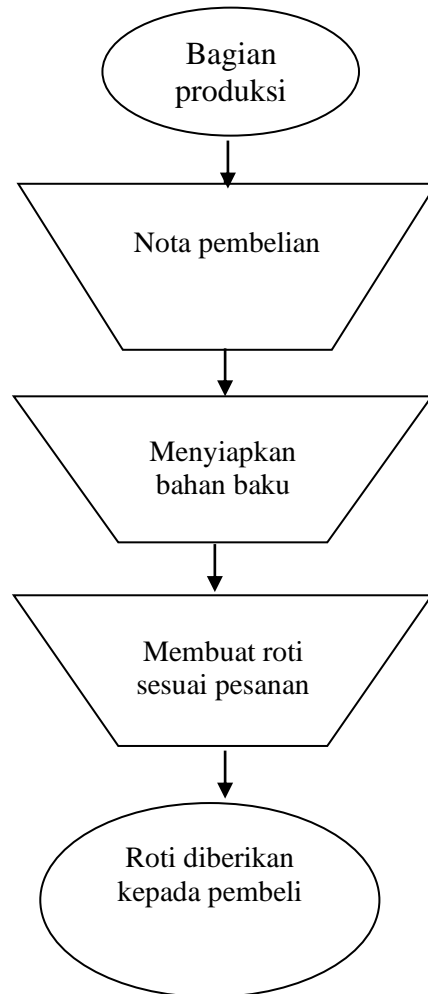 Bagian
produksi
Nota pembelian
Menyiapkan
bahan baku
Membuat roti
sesuai pesanan
Roti diberikan
kepada pembeli